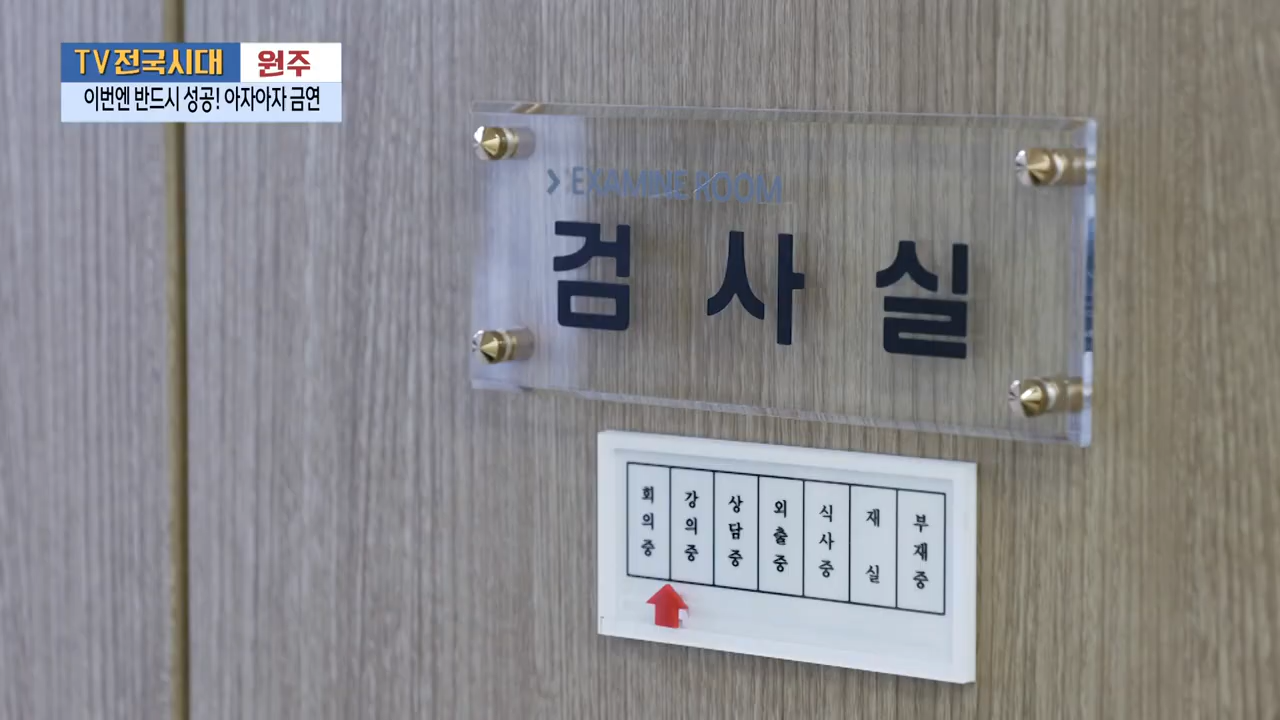 TV전국시대 원주
이번엔 반드시 성공! 아자아자 금연
EXAMINE ROOM
검사실
회의중 강의중 상담중 외출중 식사중 재실 부재중